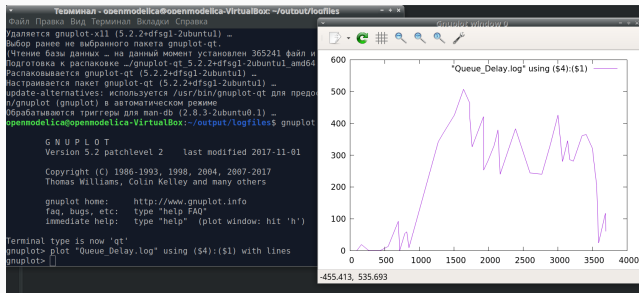 Терминал - openmodelica@openmodelica-VirtualBox: ~/output/logfiles
Файл Правка Вид Терминал Вкладки Справка
Удаляется gnuplot-x11 (5.2.2+dfsg1-2ubuntu1) …
Выбор ранее не выбранного пакета gnuplot-qt.
(Чтение базы данных … на данный момент установлен 365241 файл и
Подготовка к распаковке …/gnuplot-qt_5.2.2+dfsg1-2ubuntu1_amd64
Распаковывается gnuplot-qt (5.2.2+dfsg1-2ubuntu1) …
Настраивается пакет gnuplot-qt (5.2.2+dfsg1-2ubuntu1) …
update-alternatives: используется /usr/bin/gnuplot-qt для предо
n/gnuplot (gnuplot) в автоматическом режиме
Обрабатываются триггеры для man-db (2.8.3-2ubuntu0.1) …
openmodelica@openmodelica-VirtualBox:~/output/logfiles$ gnuplot
G N U P L O T
Version 5.2 patchlevel 2 last modified 2017-11-01
Copyright (C) 1986-1993, 1998, 2004, 2007-2017
Thomas Williams, Colin Kelley and many others
gnuplot home: http://www.gnuplot.info
faq, bugs, etc: type "help FAQ"
immediate help: type "help" (plot window: hit 'h')
Terminal type is now 'qt'
gnuplot> plot "Queue_Delay.log" using ($4):($1) with lines
gnuplot>
Gnuplot window 0
"Queue_Delay.log" using ($4):($1)
600
500
400
300
200
100
0
0 500 1000 1500 2000 2500 3000 3500 4000
-455.413, 535.693